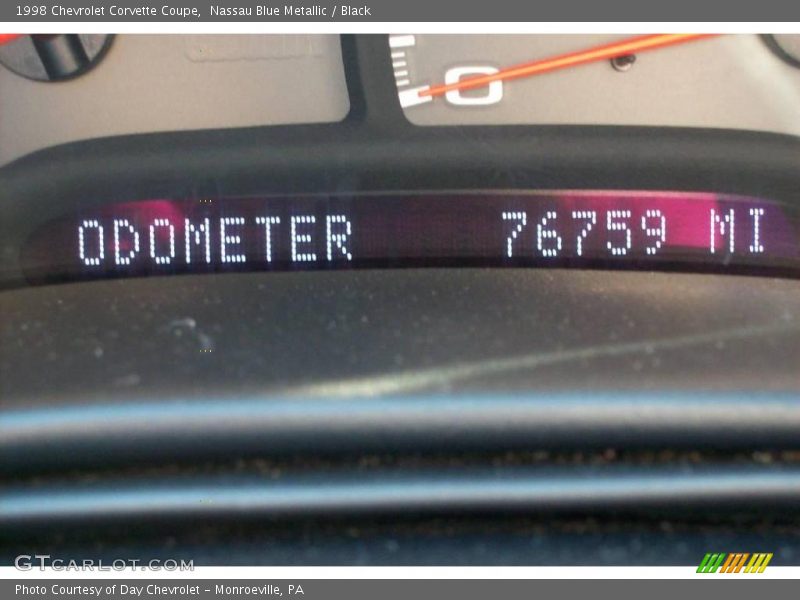 1998 Chevrolet Corvette Coupe, Nassau Blue Metallic / Black
0
ODOMETER 76759 MI
GTCARLOT.COM
Photo Courtesy of Day Chevrolet - Monroeville, PA